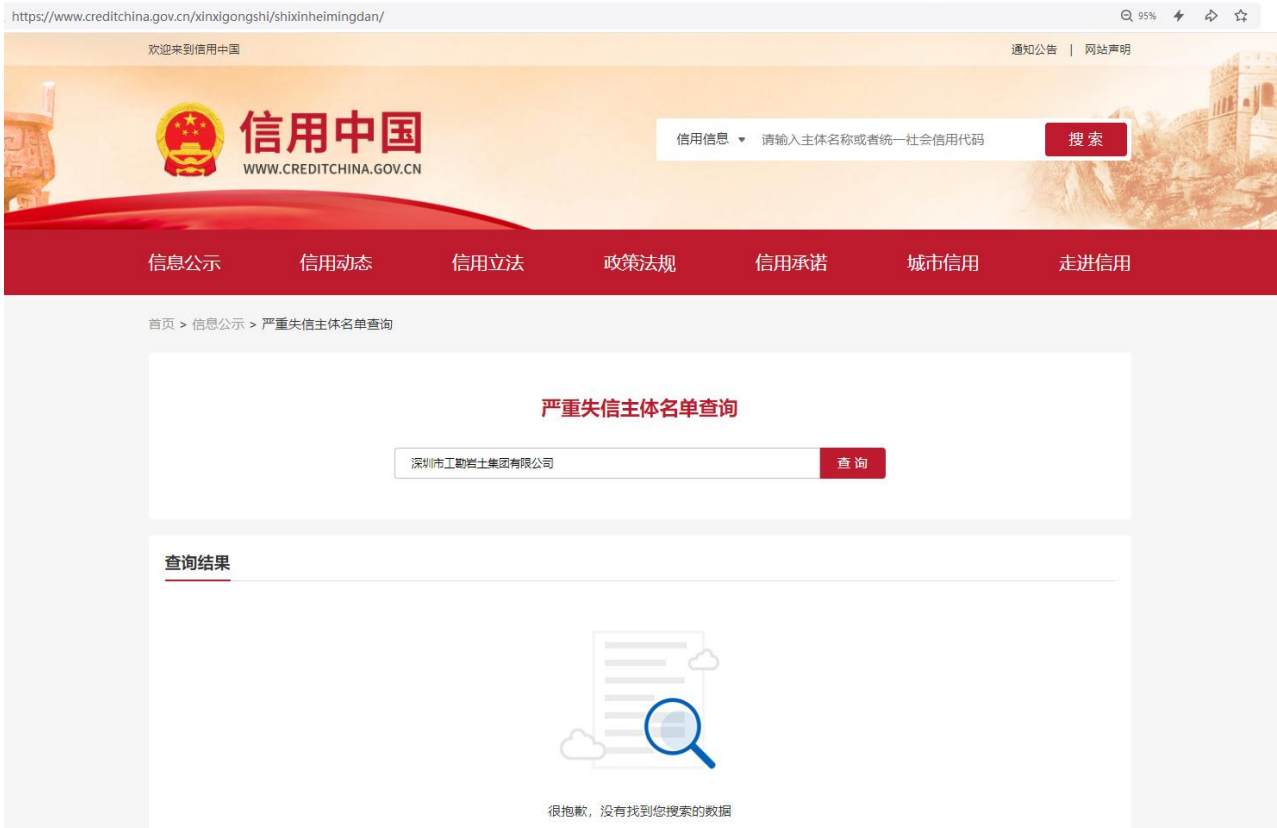 https://www.creditchina.gov.cn/xinxigongshi/shixinheimingdan/ 95%
欢迎来到信用中国 通知公告 | 网站声明
信用中国
WWW.CREDITCHINA.GOV.CN
信用信息 请输入主体名称或者统一社会信用代码 搜索
信息公示 信用动态 信用立法 政策法规 信用承诺 城市信用 走进信用
首页 > 信息公示 > 严重失信主体名单查询
严重失信主体名单查询
深圳市工勘岩土集团有限公司 查询
查询结果
很抱歉，没有找到您搜索的数据